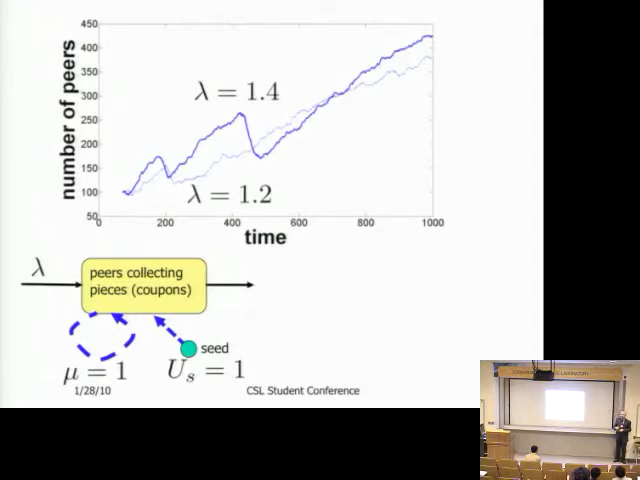 450
400
350
300
250
200
150
100
50
0
200
400
600
800
1000
number of peers
time
λ = 1.4
λ = 1.2
λ
peers collecting
pieces (coupons)
seed
μ = 1
U_s = 1
1/28/10
CSL Student Conference